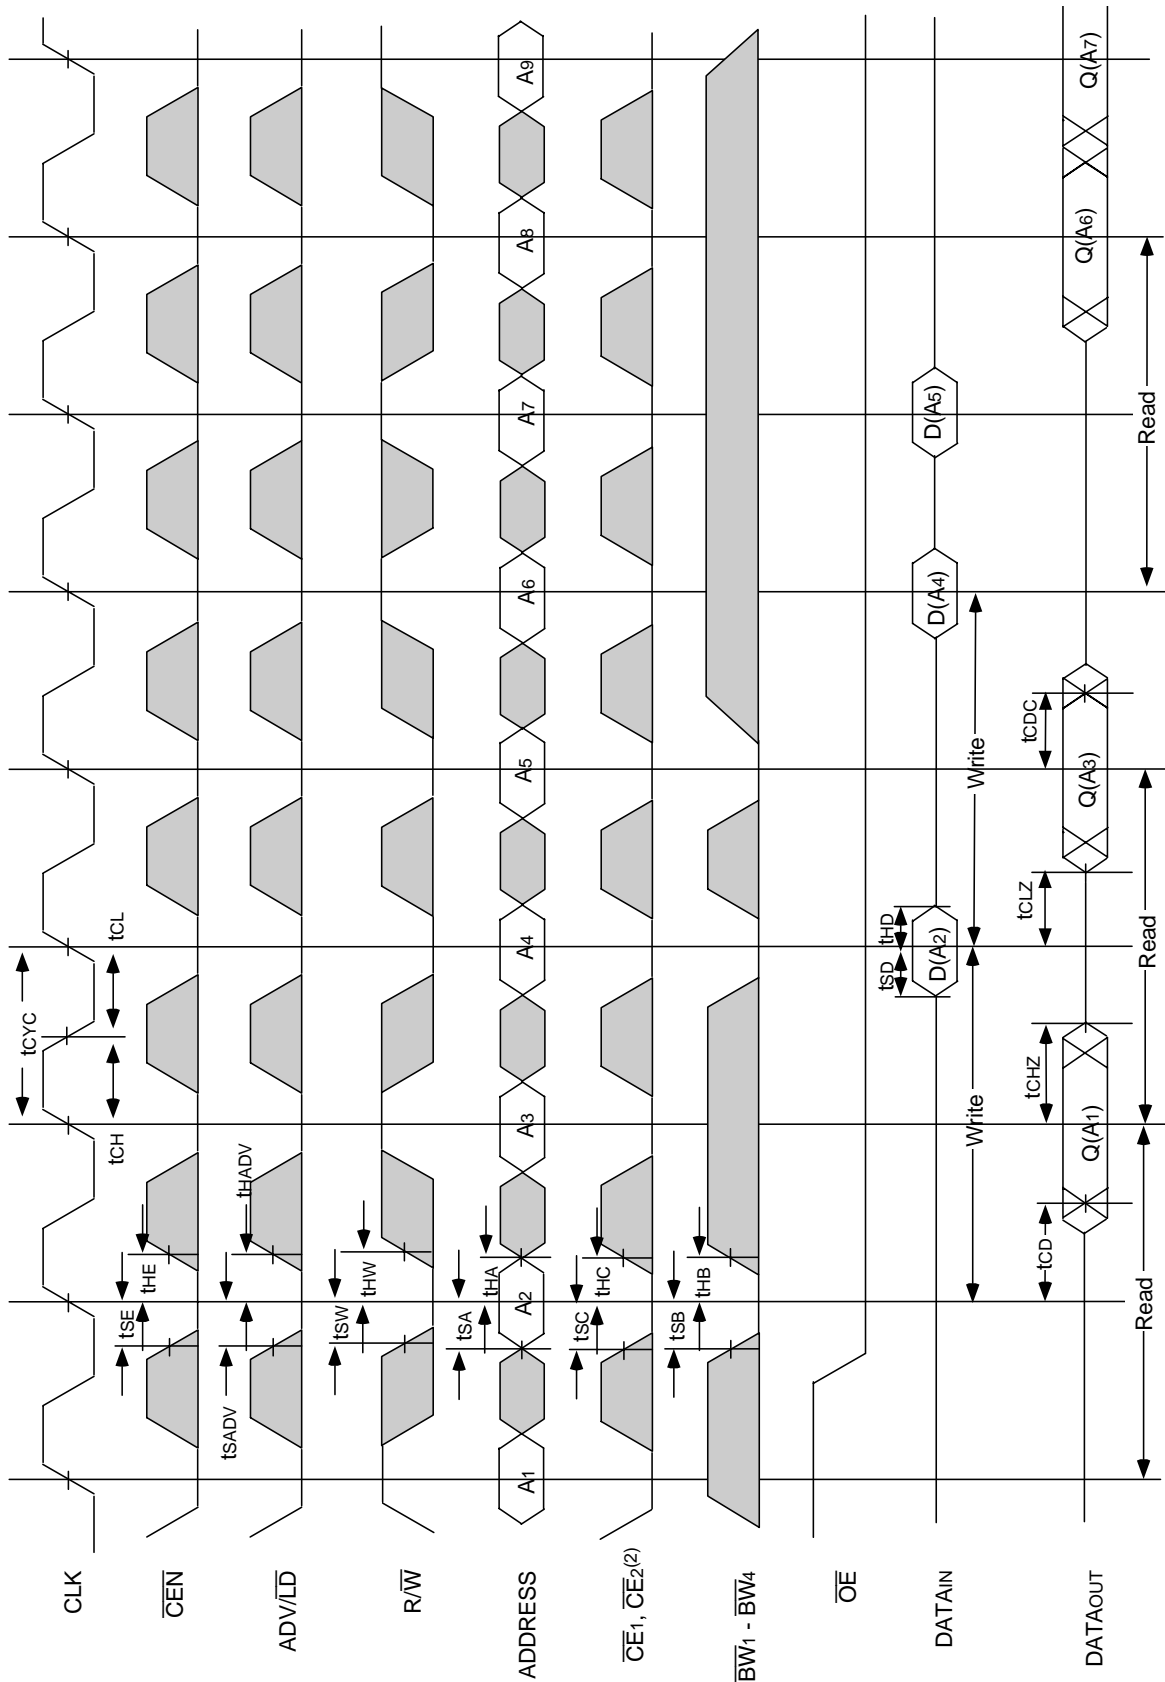 CLK
tCYC
tCH
tCL
CEN
tSE
tHE
ADV/LD
tSADV
tHADV
R/W
tSW
tHW
ADDRESS
A1
A2
A3
A4
A5
A6
A7
A8
A9
tSA
tHA
CE1, CE2(2)
tSC
tHC
BW1 - BW4
tSB
tHB
OE
DATAIN
D(A2)
D(A4)
D(A5)
tSD
tHD
Write
Write
DATAOUT
Q(A1)
Q(A3)
Q(A6)
Q(A7)
tCD
tCHZ
tCLZ
tCDC
Read
Read
Read